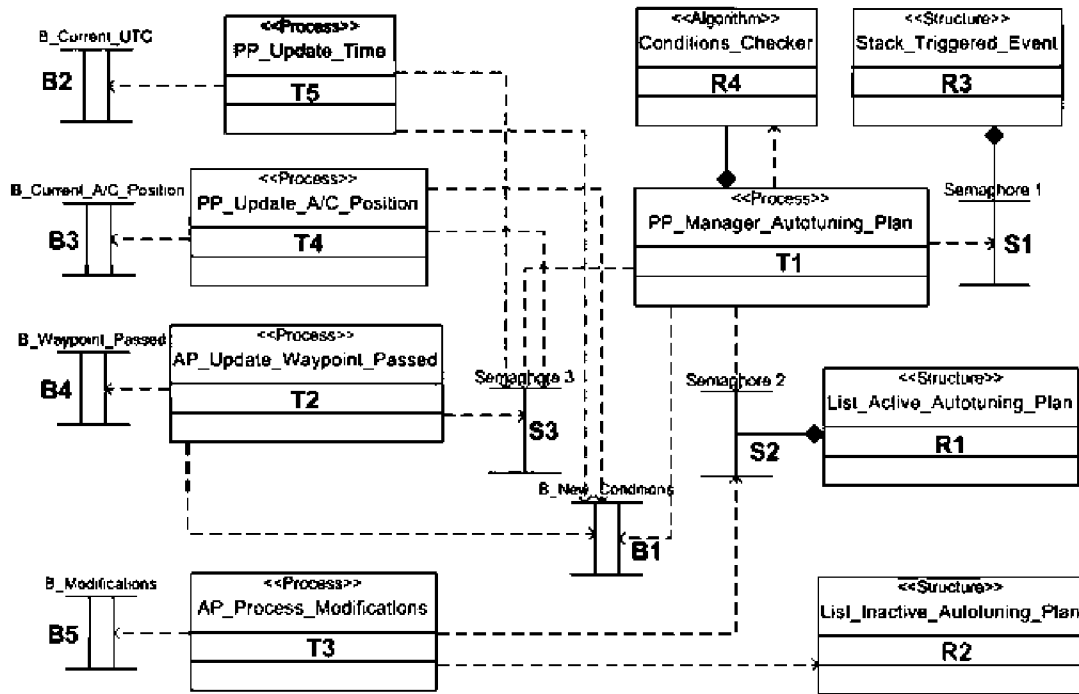 <<Process>>
PP_Update_Time
T5
B_Current_UTC
B2
<<Algorithm>>
Conditions_Checker
R4
<<Structure>>
Stack_Triggered_Event
R3
<<Process>>
PP_Update_A/C_Position
T4
B_Current_A/C_Position
B3
<<Process>>
PP_Manager_Autotuning_Plan
T1
Semaphore 1
S1
<<Process>>
AP_Update_Waypoint_Passed
T2
B_Waypoint_Passed
B4
Semaphore 3
S3
Semaphore 2
S2
<<Structure>>
List_Active_Autotuning_Plan
R1
B_New_Conditions
B1
<<Process>>
AP_Process_Modifications
T3
B_Modifications
B5
<<Structure>>
List_Inactive_Autotuning_Plan
R2